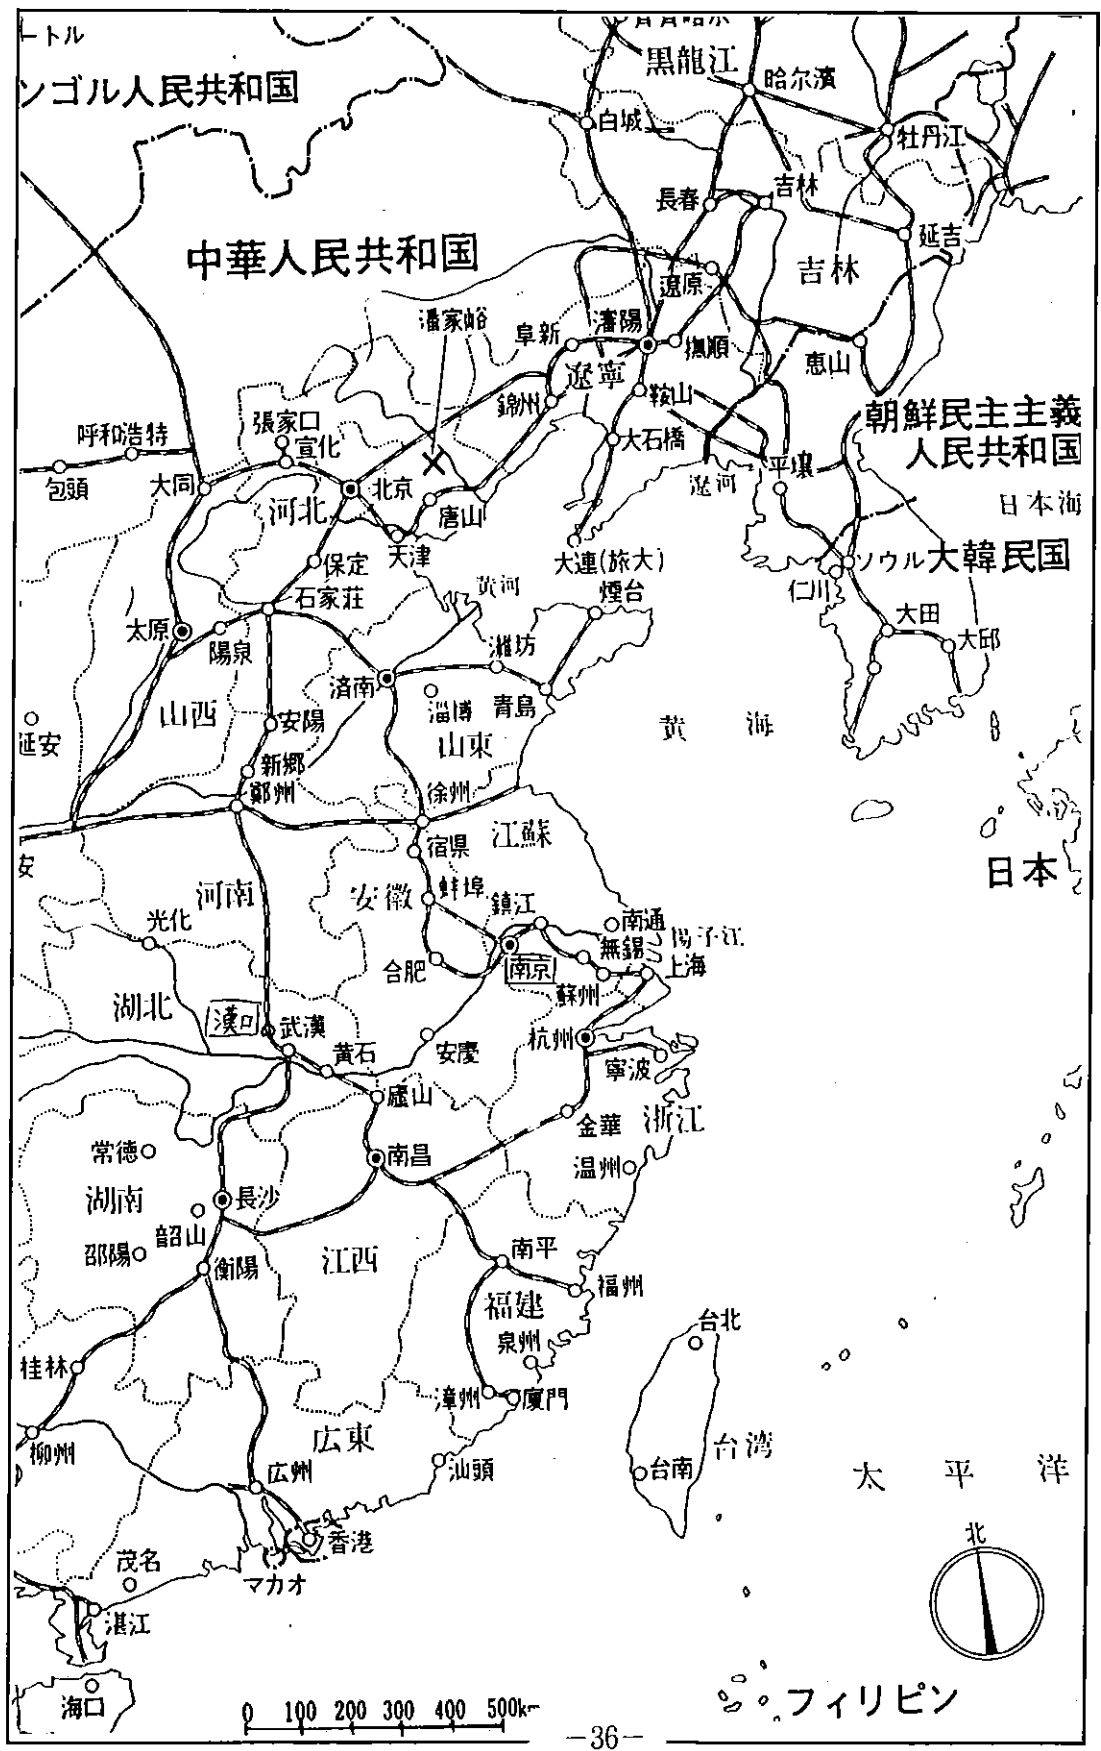 ートル
ンゴル人民共和国
黒龍江
哈尔濱
白城
牡丹江
長春
吉林
延吉
中華人民共和国
吉林
遼原
潘家峪
阜新
瀋陽
撫順
恵山
遼寧
錦州
鞍山
朝鮮民主主義
人民共和国
張家口
宣化
呼和浩特
大石橋
包頭
大同
北京
遼河
平壤
河北
唐山
日本海
天津
保定
大連(旅大)
ソウル
大韓民国
黄河
煙台
仁川
石家荘
太原
陽泉
大田
大邱
濰坊
済南
淄博
青島
山西
安陽
延安
山東
黄海
新郷
鄭州
徐州
江蘇
宿県
安
日本
河南
安徽
蚌埠
鎮江
南通
光化
無錫
揚子江
合肥
南京
上海
蘇州
湖北
漢口
武漢
黄石
安慶
杭州
寧波
廬山
金華
浙江
常徳
南昌
温州
湖南
長沙
韶山
邵陽
衡陽
江西
南平
福州
福建
泉州
台北
桂林
漳州
廈門
広東
柳州
台湾
広州
汕頭
台南
太平洋
香港
北
茂名
マカオ
湛江
海口
フィリピン
0 100 200 300 400 500km
−36−